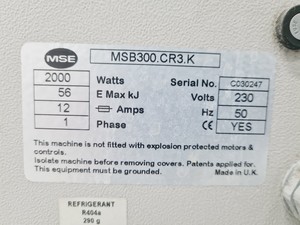 MSE MSB300.CR3.K
2000 Watts Serial No. C030247
56 E Max kJ Volts 230
12 Amps Hz 50
1 Phase CE YES
This machine is not fitted with explosion protected motors &
controls.
Isolate machine before removing covers. Patents applied for.
This equipment must be grounded. Made in U.K.
REFRIGERANT
R404a
290 g